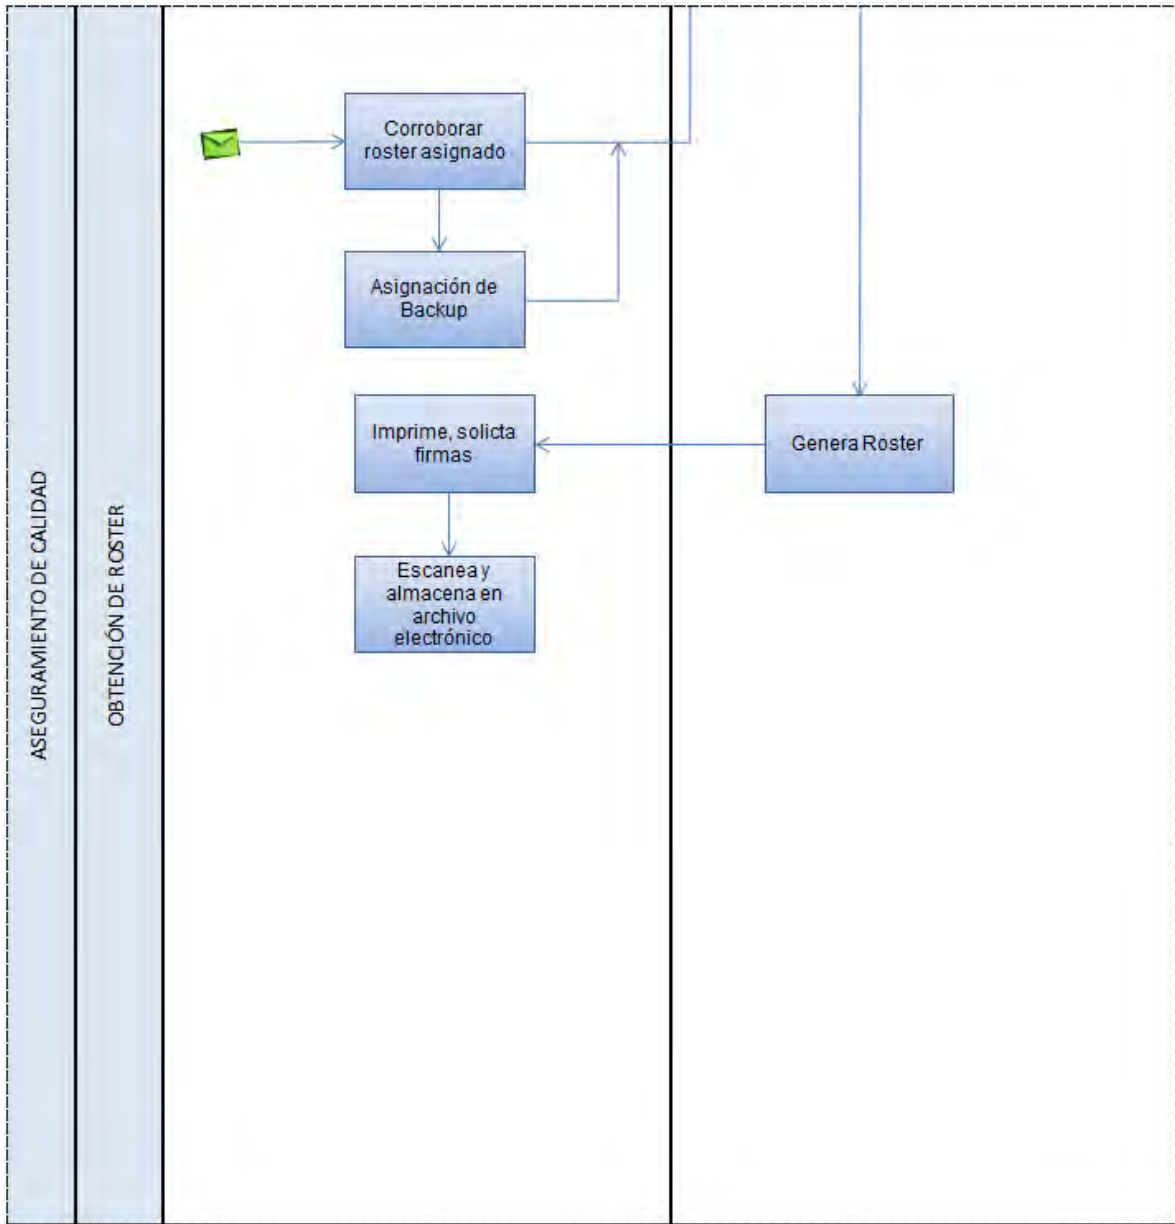 ASEGURAMIENTO DE CALIDAD
OBTENCIÓN DE ROSTER
Corroborar
roster asignado
Asignación de
Backup
Imprime, solicta
firmas
Genera Roster
Escanea y
almacena en
archivo
electrónico